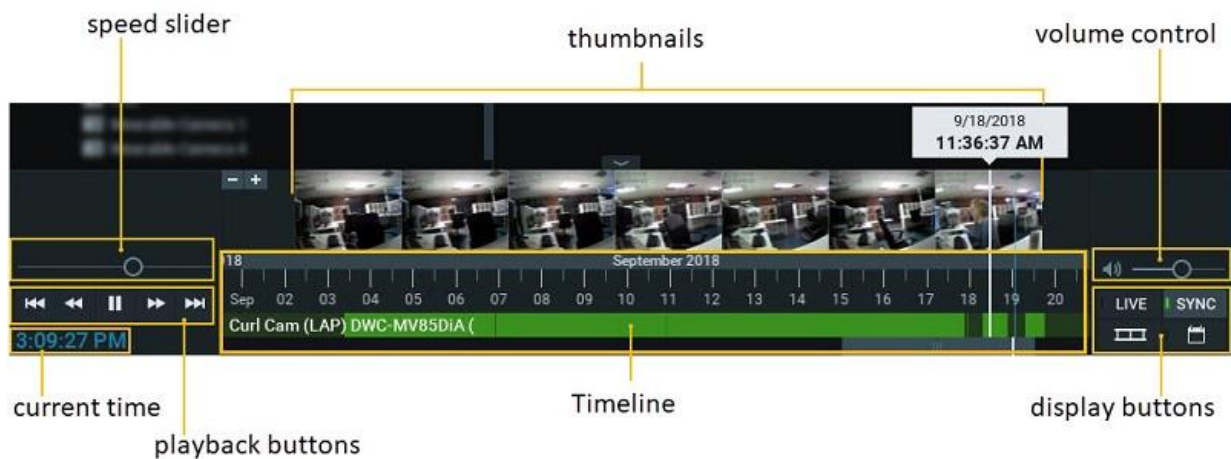 speed slider
thumbnails
volume control
9/18/2018
11:36:37 AM
− +
18 September 2018
Sep 02 03 04 05 06 07 08 09 10 11 12 13 14 15 16 17 18 19 20
LIVE SYNC
Curl Cam (LAP) DWC-MV85DiA (
3:09:27 PM
current time
Timeline
display buttons
playback buttons